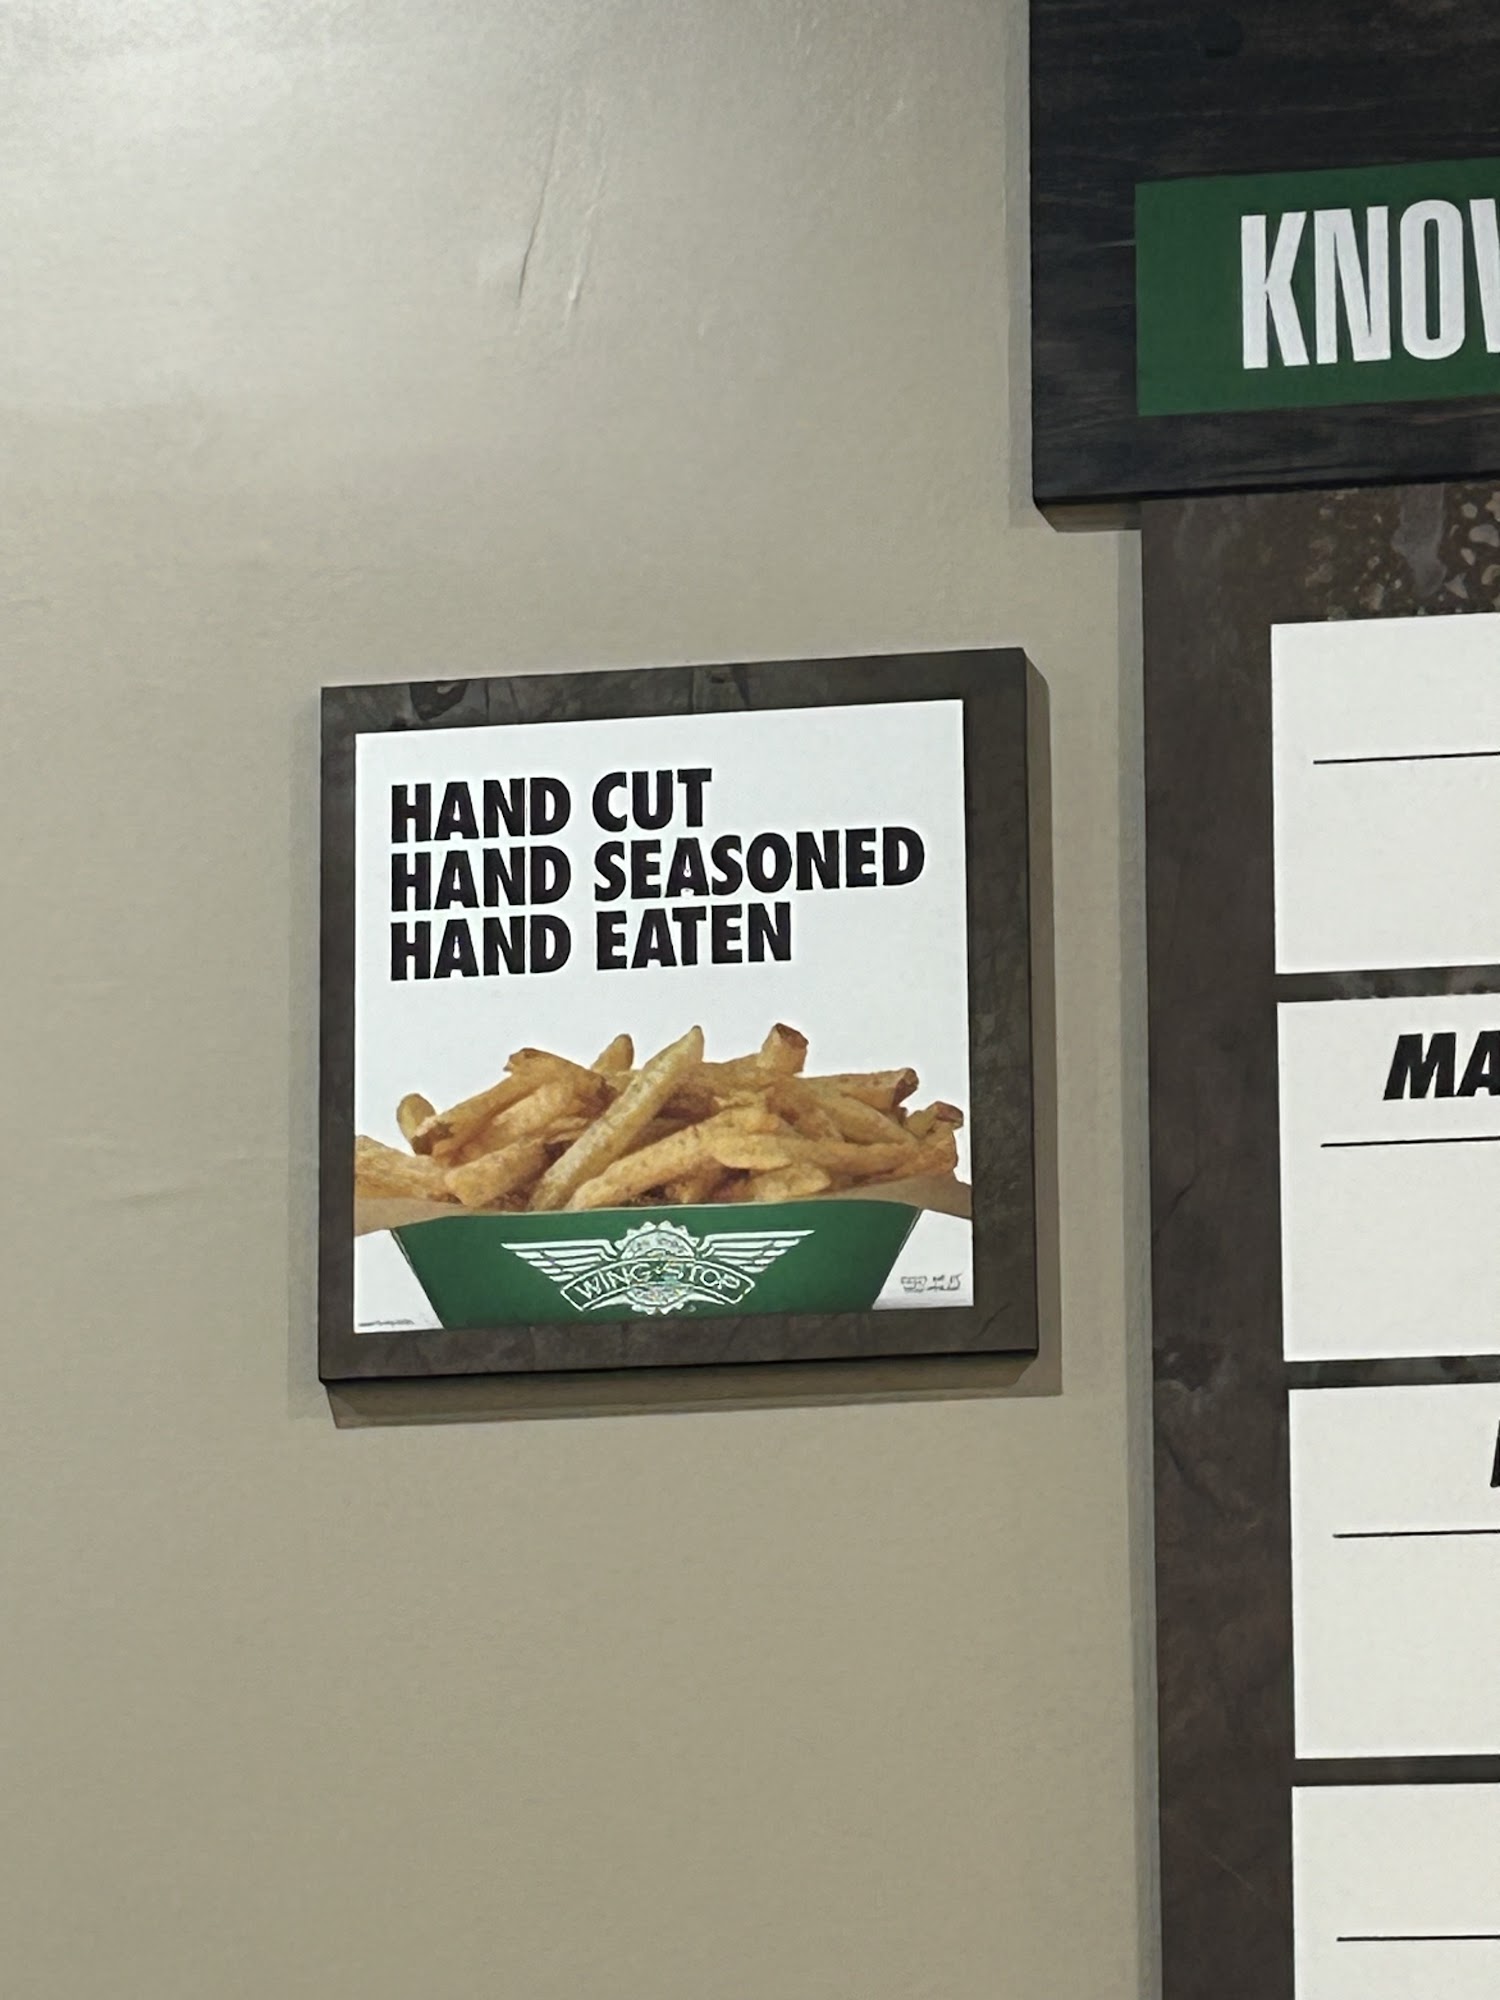 HAND CUT
HAND SEASONED
HAND EATEN
WING STOP
KNOW
MA